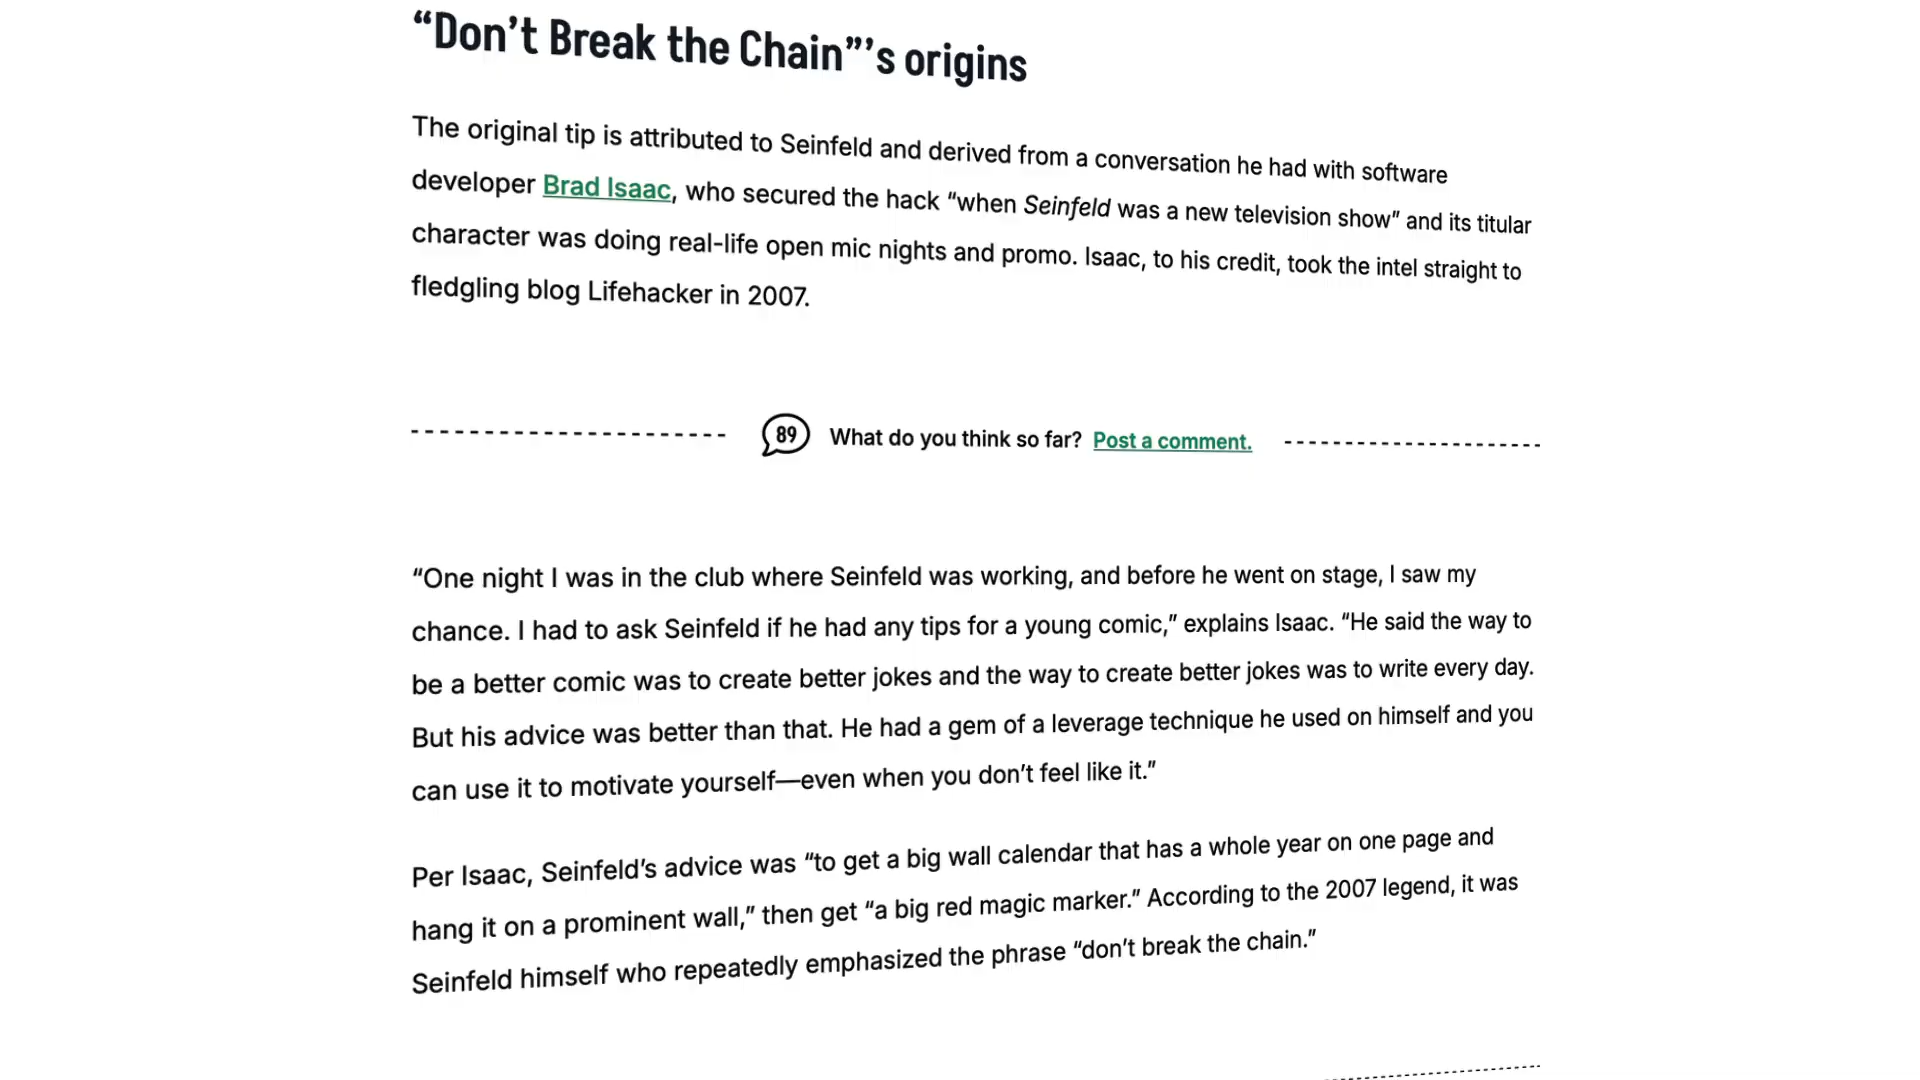 “Don’t Break the Chain”’s origins
The original tip is attributed to Seinfeld and derived from a conversation he had with software
developer Brad Isaac, who secured the hack “when Seinfeld was a new television show” and its titular
character was doing real-life open mic nights and promo. Isaac, to his credit, took the intel straight to
fledgling blog Lifehacker in 2007.
89 What do you think so far? Post a comment.
“One night I was in the club where Seinfeld was working, and before he went on stage, I saw my
chance. I had to ask Seinfeld if he had any tips for a young comic,” explains Isaac. “He said the way to
be a better comic was to create better jokes and the way to create better jokes was to write every day.
But his advice was better than that. He had a gem of a leverage technique he used on himself and you
can use it to motivate yourself—even when you don’t feel like it.”
Per Isaac, Seinfeld’s advice was “to get a big wall calendar that has a whole year on one page and
hang it on a prominent wall,” then get “a big red magic marker.” According to the 2007 legend, it was
Seinfeld himself who repeatedly emphasized the phrase “don’t break the chain.”